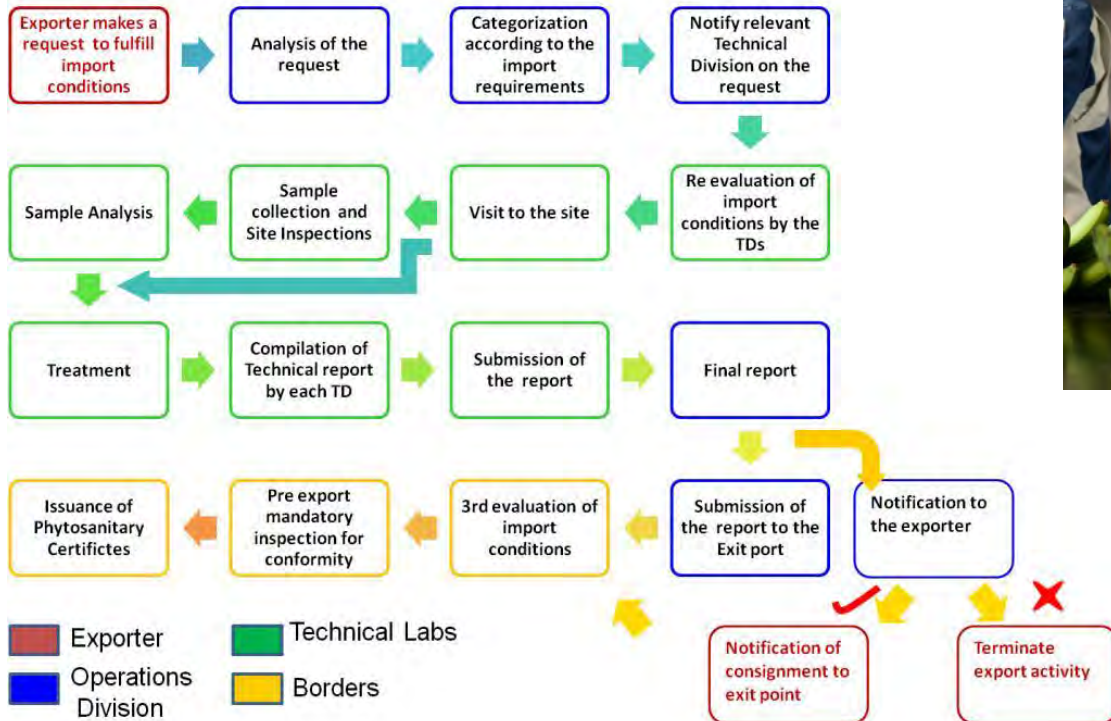 Exporter makes a
request to fulfill
import
conditions
Analysis of the
request
Categorization
according to the
import
requirements
Notify relevant
Technical
Division on the
request
Sample Analysis
Sample
collection and
Site Inspections
Visit to the site
Re evaluation of
import
conditions by the
TDs
Treatment
Compilation of
Technical report
by each TD
Submission of
the report
Final report
Issuance of
Phytosanitary
Certifictes
Pre export
mandatory
inspection for
conformity
3rd evaluation of
import
conditions
Submission of
the report to the
Exit port
Notification to
the exporter
Notification of
consignment to
exit point
Terminate
export activity
Exporter
Technical Labs
Operations
Division
Borders